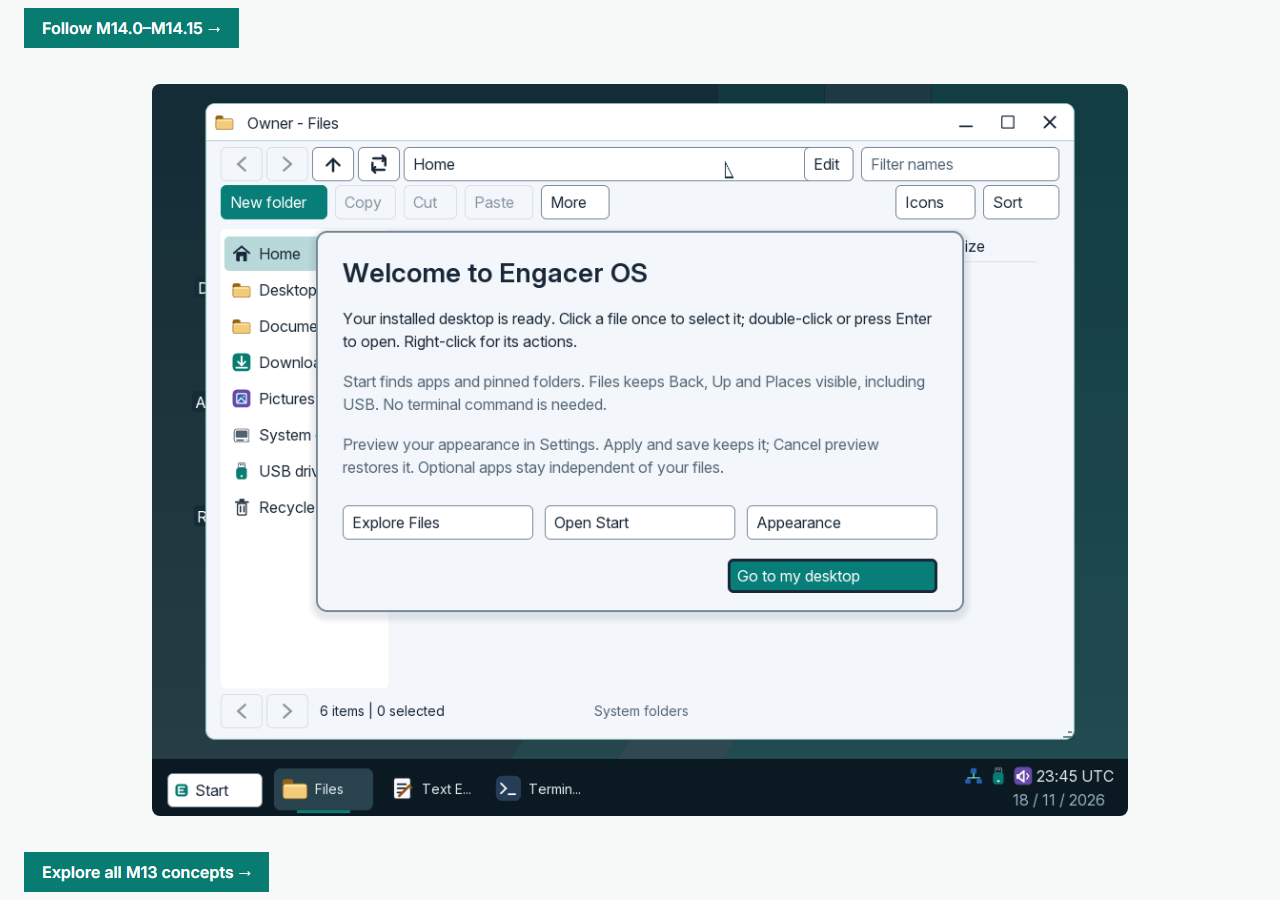 Follow M14.0–M14.15 →
Owner - Files
Home
Edit
Filter names
New folder
Copy
Cut
Paste
More
Icons
Sort
Home
ize
Desktop
Docume
Downloa
Pictures
System
USB driv
Recycle
D
A
R
Welcome to Engacer OS
Your installed desktop is ready. Click a file once to select it; double-click or press Enter
to open. Right-click for its actions.
Start finds apps and pinned folders. Files keeps Back, Up and Places visible, including
USB. No terminal command is needed.
Preview your appearance in Settings. Apply and save keeps it; Cancel preview
restores it. Optional apps stay independent of your files.
Explore Files
Open Start
Appearance
Go to my desktop
6 items | 0 selected
System folders
E Start
Files
Text E...
Termin...
23:45 UTC
18 / 11 / 2026
Explore all M13 concepts →